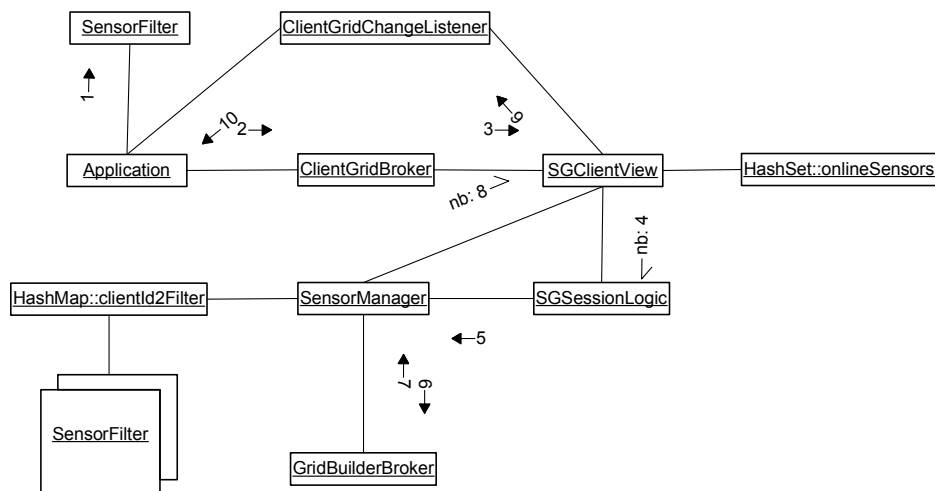 SensorFilter
ClientGridChangeListener
1
10
2
3
9
Application
ClientGridBroker
SGClientView
HashSet::onlineSensors
nb: 8
nb: 4
HashMap::clientId2Filter
SensorManager
SGSessionLogic
5
7
6
SensorFilter
GridBuilderBroker